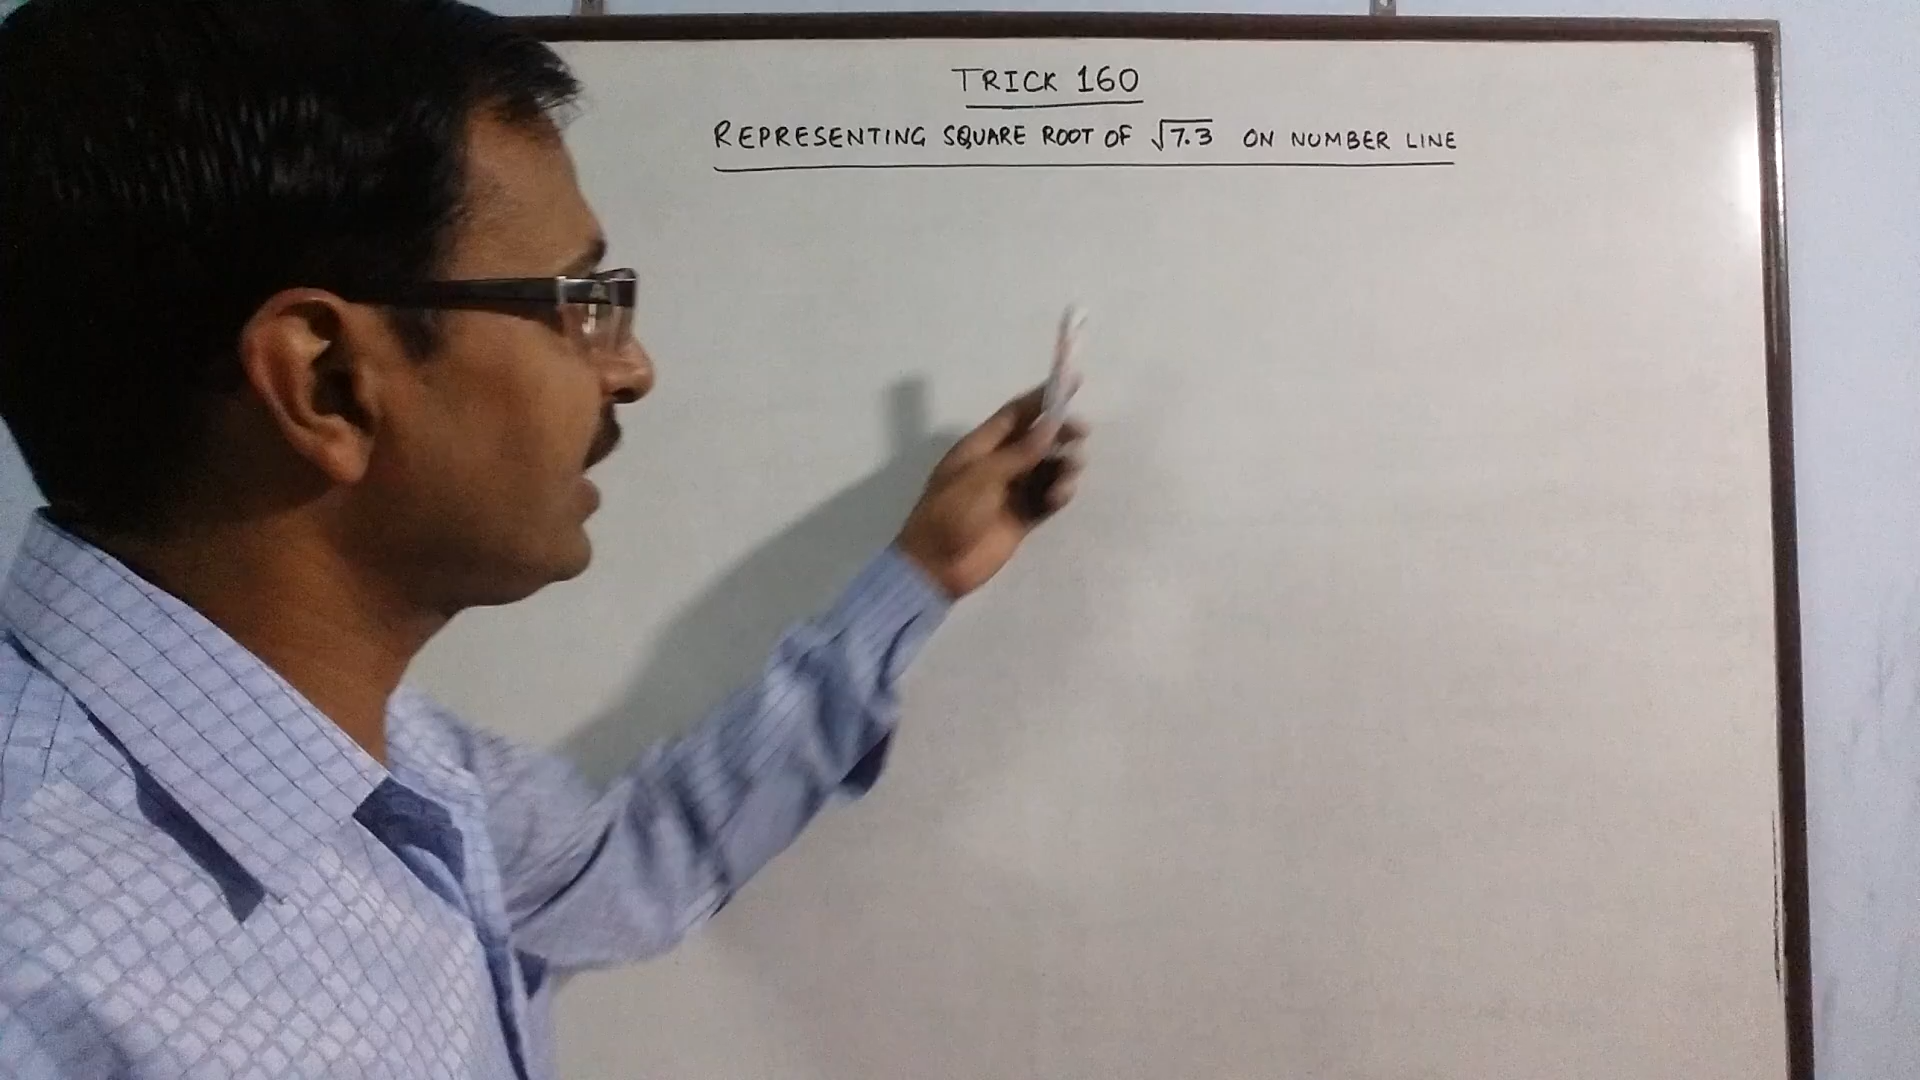 TRICK 160
REPRESENTING SQUARE ROOT OF √7.3 ON NUMBER LINE